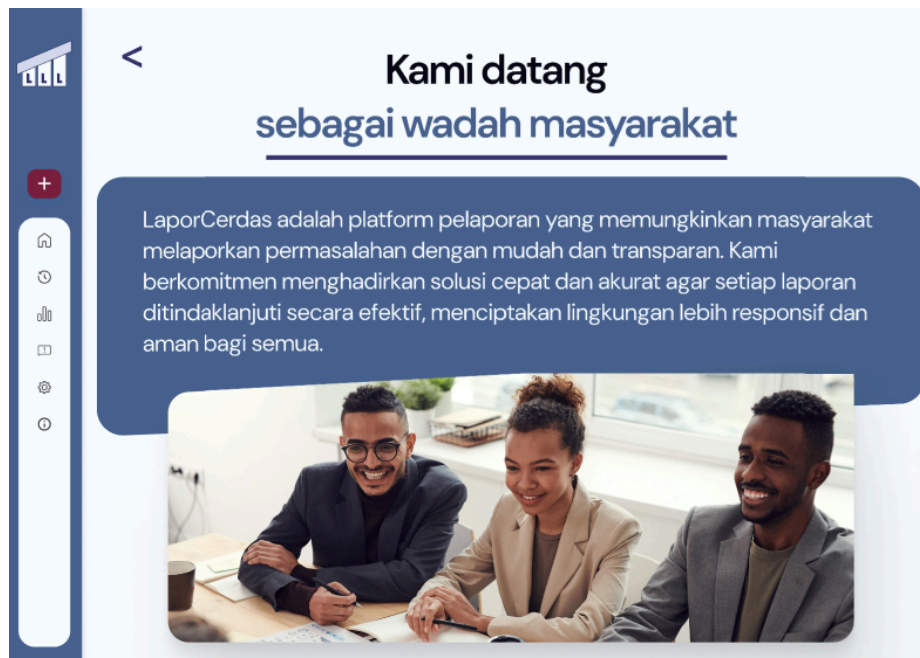 LLL
<
Kami datang
sebagai wadah masyarakat
+
LaporCerdas adalah platform pelaporan yang memungkinkan masyarakat
melaporkan permasalahan dengan mudah dan transparan. Kami
berkomitmen menghadirkan solusi cepat dan akurat agar setiap laporan
ditindaklanjuti secara efektif, menciptakan lingkungan lebih responsif dan
aman bagi semua.